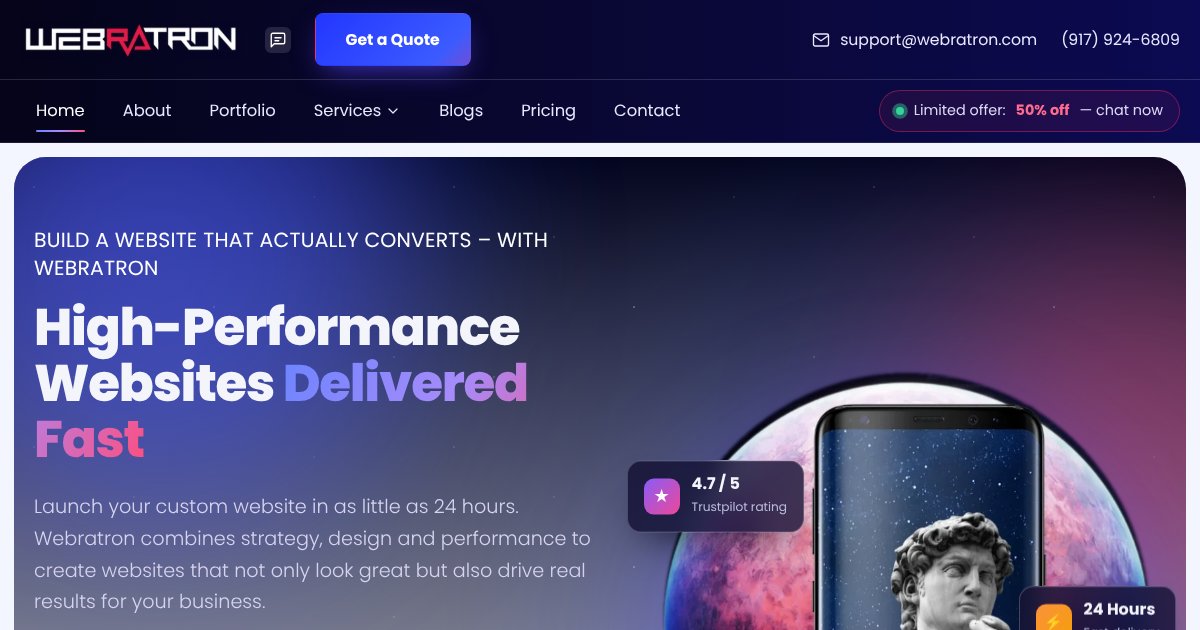 WEBRATRON
Get a Quote
support@webratron.com
(917) 924-6809
Home
About
Portfolio
Services
Blogs
Pricing
Contact
Limited offer: 50% off — chat now
BUILD A WEBSITE THAT ACTUALLY CONVERTS – WITH
WEBRATRON
High-Performance
Websites Delivered
Fast
Launch your custom website in as little as 24 hours.
Webratron combines strategy, design and performance to
create websites that not only look great but also drive real
results for your business.
4.7 / 5
Trustpilot rating
24 Hours